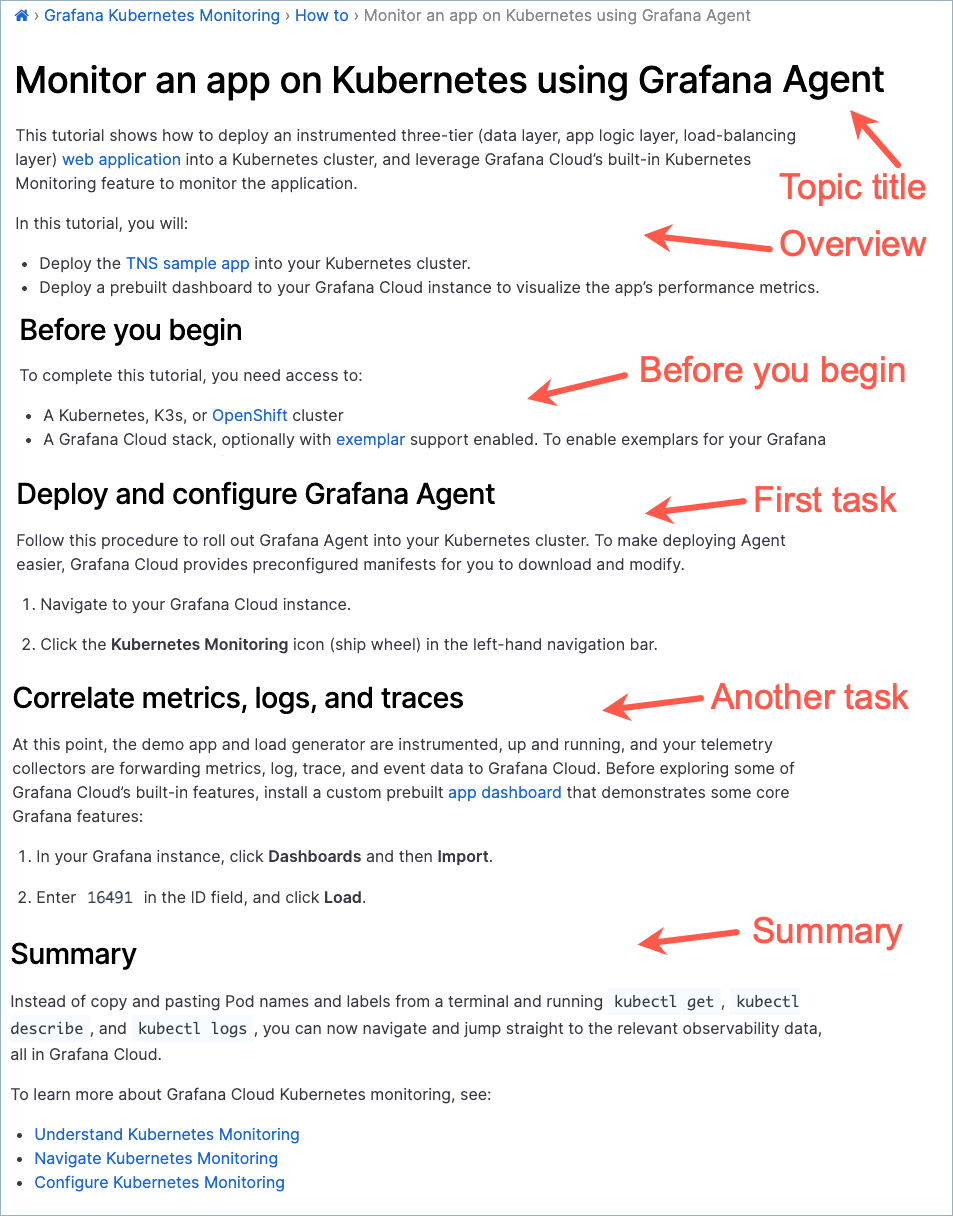 › Grafana Kubernetes Monitoring › How to › Monitor an app on Kubernetes using Grafana Agent
Monitor an app on Kubernetes using Grafana Agent
This tutorial shows how to deploy an instrumented three-tier (data layer, app logic layer, load-balancing
layer) web application into a Kubernetes cluster, and leverage Grafana Cloud’s built-in Kubernetes
Monitoring feature to monitor the application.
Topic title
In this tutorial, you will:
Overview
• Deploy the TNS sample app into your Kubernetes cluster.
• Deploy a prebuilt dashboard to your Grafana Cloud instance to visualize the app’s performance metrics.
Before you begin
Before you begin
To complete this tutorial, you need access to:
• A Kubernetes, K3s, or OpenShift cluster
• A Grafana Cloud stack, optionally with exemplar support enabled. To enable exemplars for your Grafana
Deploy and configure Grafana Agent
First task
Follow this procedure to roll out Grafana Agent into your Kubernetes cluster. To make deploying Agent
easier, Grafana Cloud provides preconfigured manifests for you to download and modify.
1. Navigate to your Grafana Cloud instance.
2. Click the Kubernetes Monitoring icon (ship wheel) in the left-hand navigation bar.
Correlate metrics, logs, and traces
Another task
At this point, the demo app and load generator are instrumented, up and running, and your telemetry
collectors are forwarding metrics, log, trace, and event data to Grafana Cloud. Before exploring some of
Grafana Cloud’s built-in features, install a custom prebuilt app dashboard that demonstrates some core
Grafana features:
1. In your Grafana instance, click Dashboards and then Import.
2. Enter 16491 in the ID field, and click Load.
Summary
Summary
Instead of copy and pasting Pod names and labels from a terminal and running kubectl get , kubectl
describe , and kubectl logs , you can now navigate and jump straight to the relevant observability data,
all in Grafana Cloud.
To learn more about Grafana Cloud Kubernetes monitoring, see:
• Understand Kubernetes Monitoring
• Navigate Kubernetes Monitoring
• Configure Kubernetes Monitoring